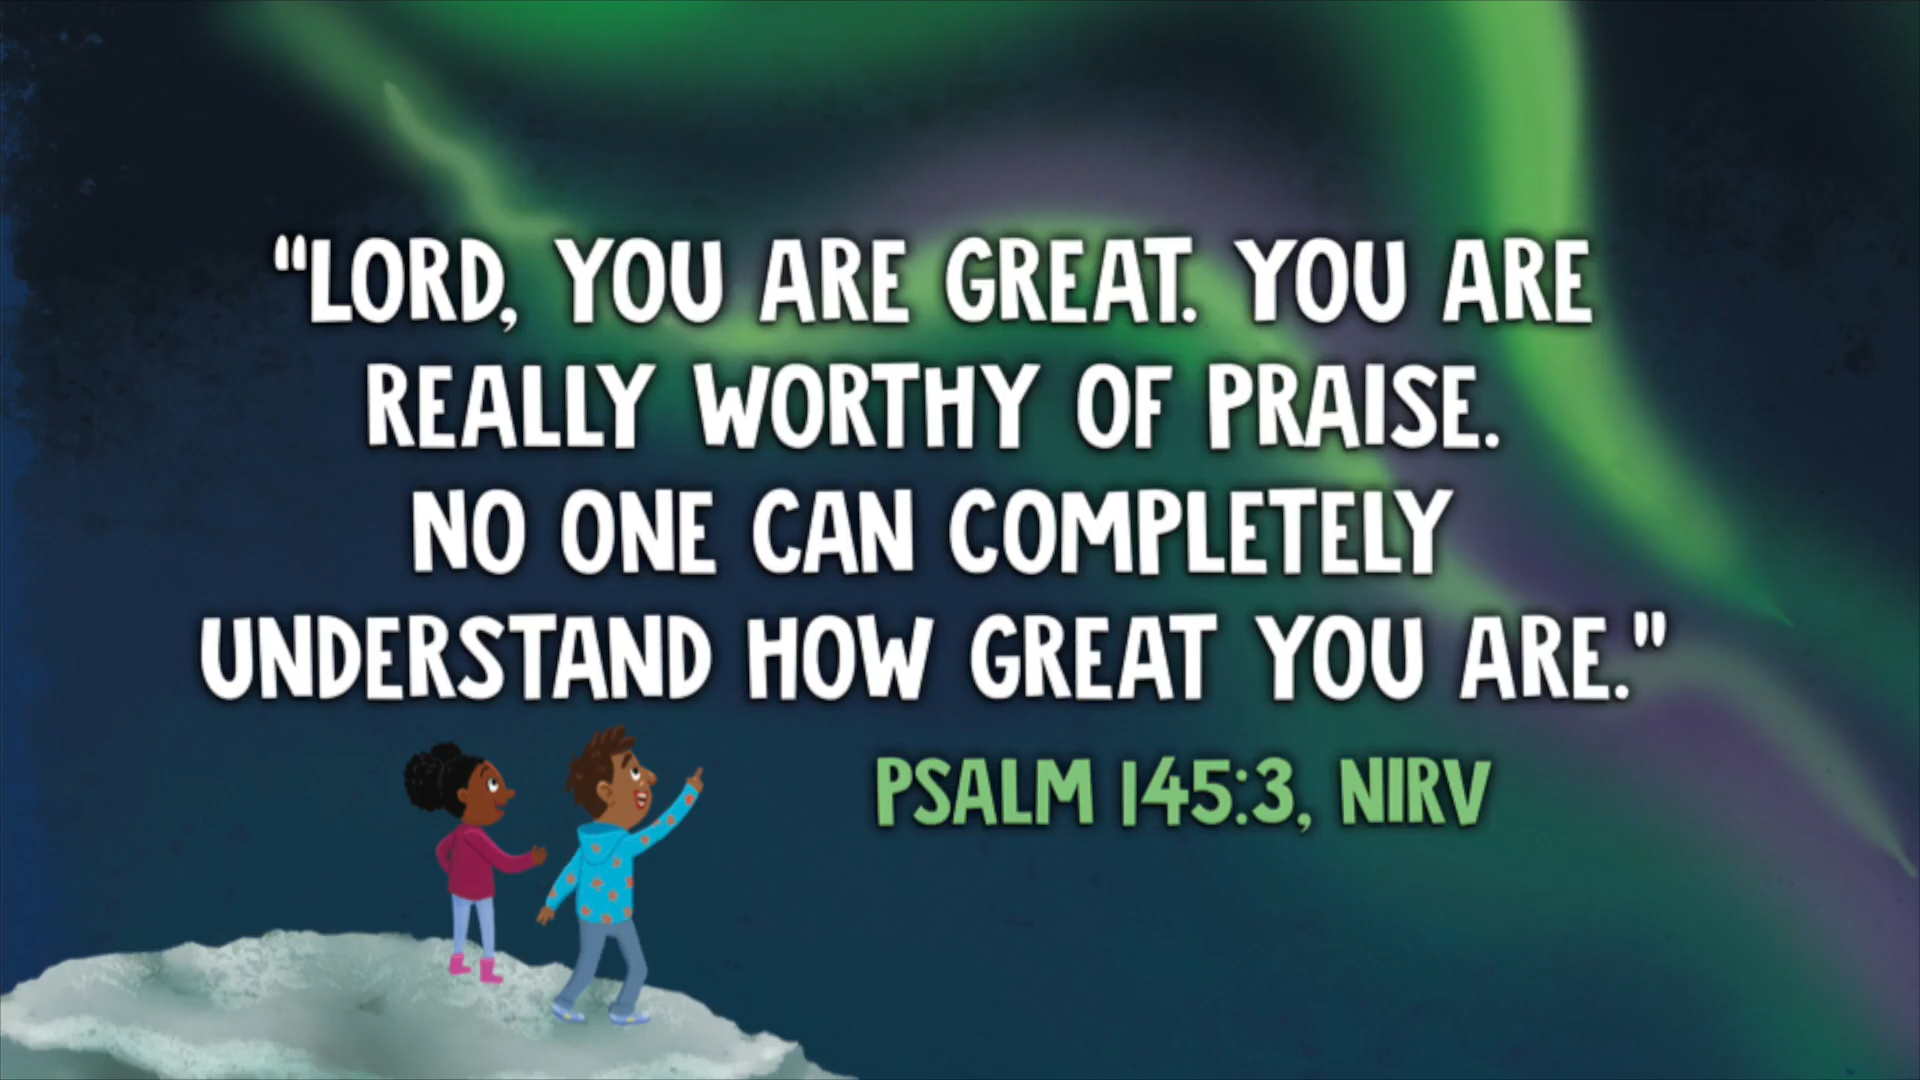 “LORD, YOU ARE GREAT. YOU ARE
REALLY WORTHY OF PRAISE.
NO ONE CAN COMPLETELY
UNDERSTAND HOW GREAT YOU ARE."
PSALM 145:3, NIRV